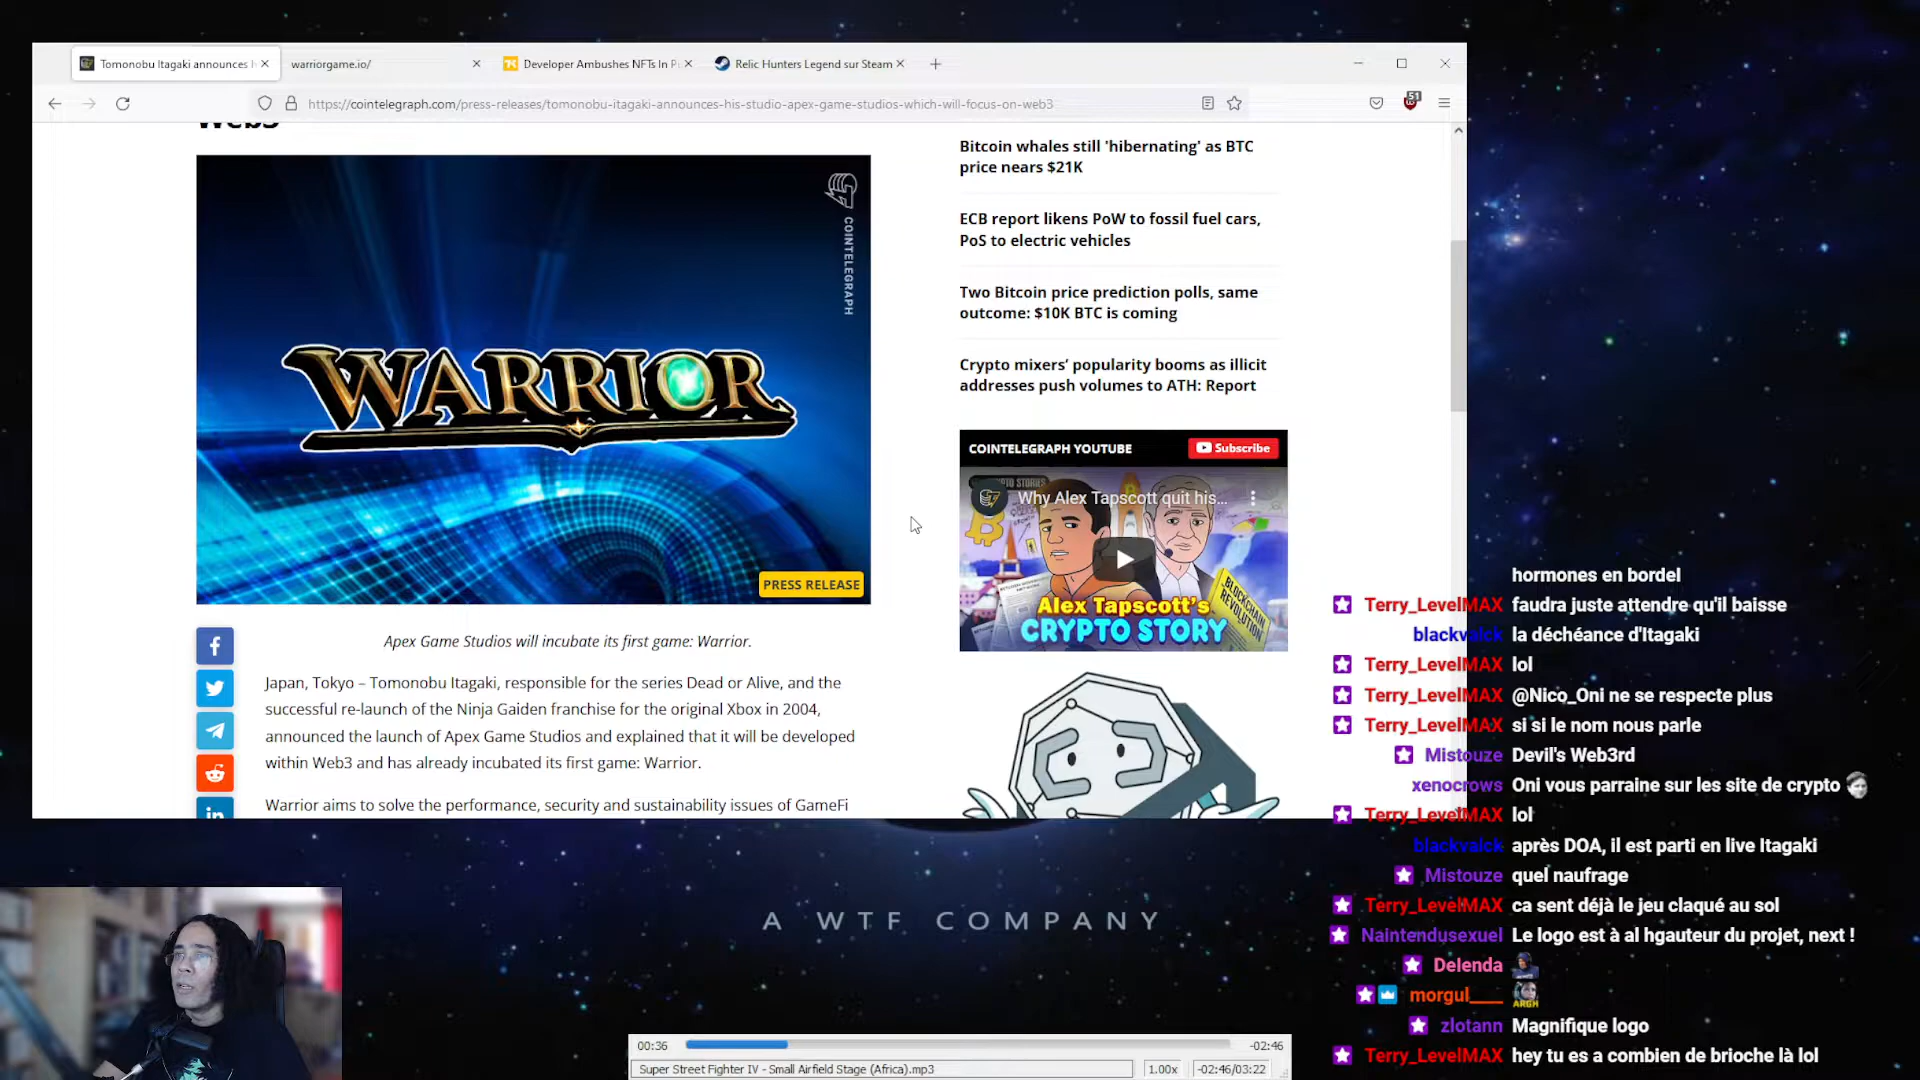 Tomonobu Itagaki announces
warriorgame.io/
Developer Ambushes NFTs In P
Relic Hunters Legend sur Steam
https://cointelegraph.com/press-releases/tomonobu-itagaki-announces-his-studio-apex-game-studios-which-will-focus-on-web3
51
Web3
COINTELEGRAPH
WARRIOR
PRESS RELEASE
Apex Game Studios will incubate its first game: Warrior.
Japan, Tokyo – Tomonobu Itagaki, responsible for the series Dead or Alive, and the
successful re-launch of the Ninja Gaiden franchise for the original Xbox in 2004,
announced the launch of Apex Game Studios and explained that it will be developed
within Web3 and has already incubated its first game: Warrior.
Warrior aims to solve the performance, security and sustainability issues of GameFi
Bitcoin whales still 'hibernating' as BTC
price nears $21K
ECB report likens PoW to fossil fuel cars,
PoS to electric vehicles
Two Bitcoin price prediction polls, same
outcome: $10K BTC is coming
Crypto mixers' popularity booms as illicit
addresses push volumes to ATH: Report
COINTELEGRAPH YOUTUBE
Subscribe
Why Alex Tapscott quit his...
BLOCKCHAIN
REVOLUTION
Alex Tapscott's
CRYPTO STORY
hormones en bordel
Terry_LevelMAX faudra juste attendre qu'il baisse
blackvalck la déchéance d'Itagaki
Terry_LevelMAX lol
Terry_LevelMAX @Nico_Oni ne se respecte plus
Terry_LevelMAX si si le nom nous parle
Mistouze Devil's Web3rd
xenocrows Oni vous parraine sur les site de crypto
Terry_LevelMAX lol
blackvalck après DOA, il est parti en live Itagaki
Mistouze quel naufrage
Terry_LevelMAX ca sent déjà le jeu claqué au sol
Naintendusexuel Le logo est à al hgauteur du projet, next !
Delenda
morgul____ ARGH
zlotann Magnifique logo
Terry_LevelMAX hey tu es a combien de brioche là lol
A WTF COMPANY
00:36
-02:46
Super Street Fighter IV - Small Airfield Stage (Africa).mp3
1.00x
-02:46/03:22